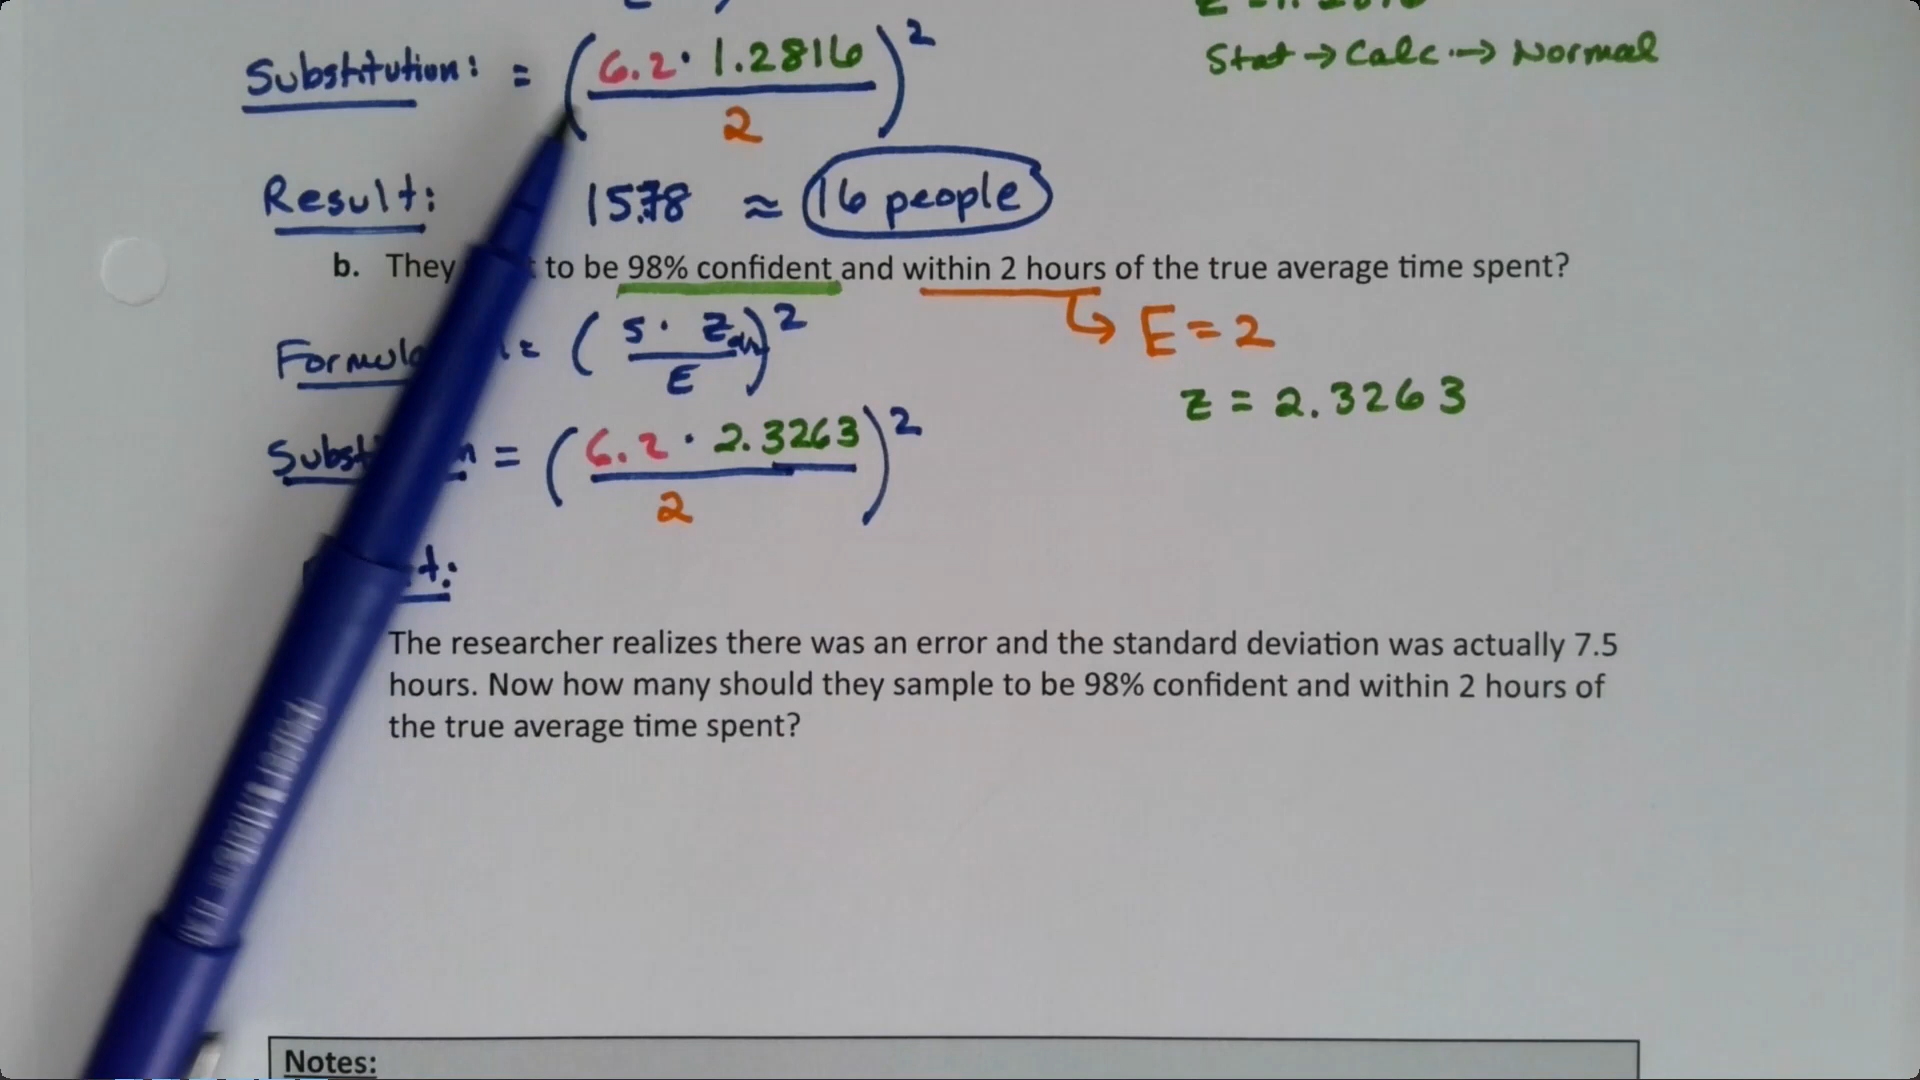 Stat → Calc → Normal
Substitution: = (6.2 · 1.2816 / 2)²
Result: 15.78 ≈ 16 people
b. They to be 98% confident and within 2 hours of the true average time spent?
= (s · Z / E)²
E = 2
z = 2.3263
= (6.2 · 2.3263 / 2)²
The researcher realizes there was an error and the standard deviation was actually 7.5
hours. Now how many should they sample to be 98% confident and within 2 hours of
the true average time spent?
Notes: